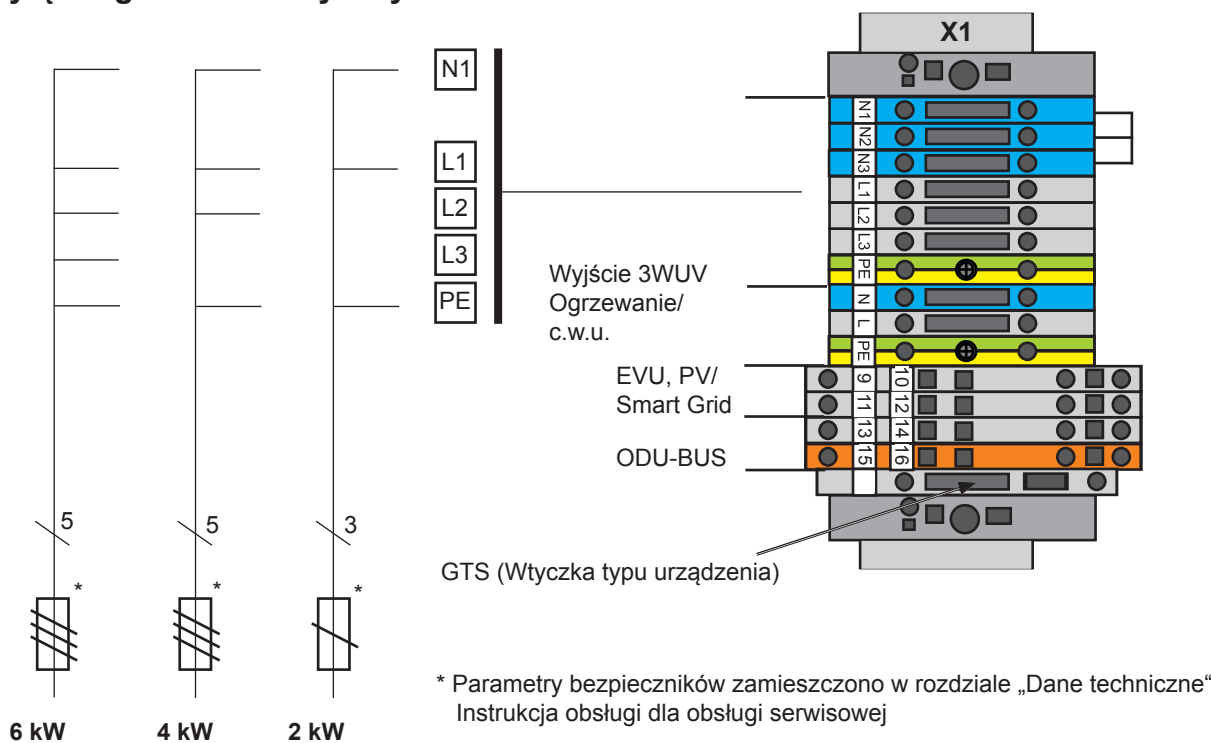 X1
N1
L1
L2
L3
PE
N1
N2
N3
L1
L2
L3
PE
N
L
PE
9 10
11 12
13 14
15 16
Wyjście 3WUV
Ogrzewanie/
c.w.u.
EVU, PV/
Smart Grid
ODU-BUS
GTS (Wtyczka typu urządzenia)
5 5 3
* * *
6 kW 4 kW 2 kW
* Parametry bezpieczników zamieszczono w rozdziale „Dane techniczne“
Instrukcja obsługi dla obsługi serwisowej